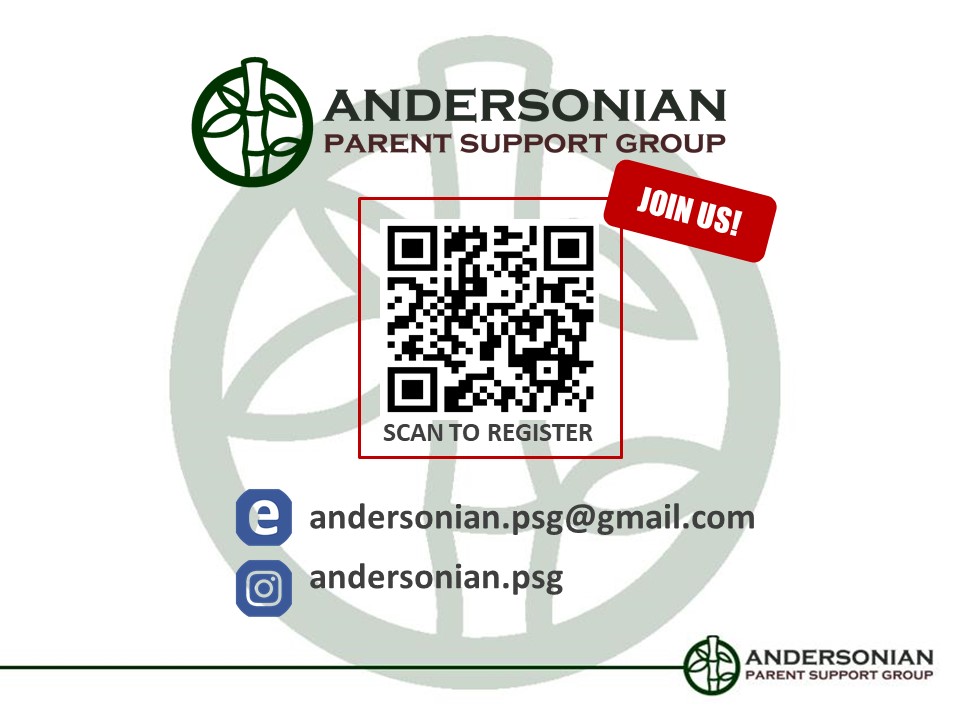 ANDERSONIAN
PARENT SUPPORT GROUP
JOIN US!
SCAN TO REGISTER
e
andersonian.psg@gmail.com
andersonian.psg
ANDERSONIAN
PARENT SUPPORT GROUP